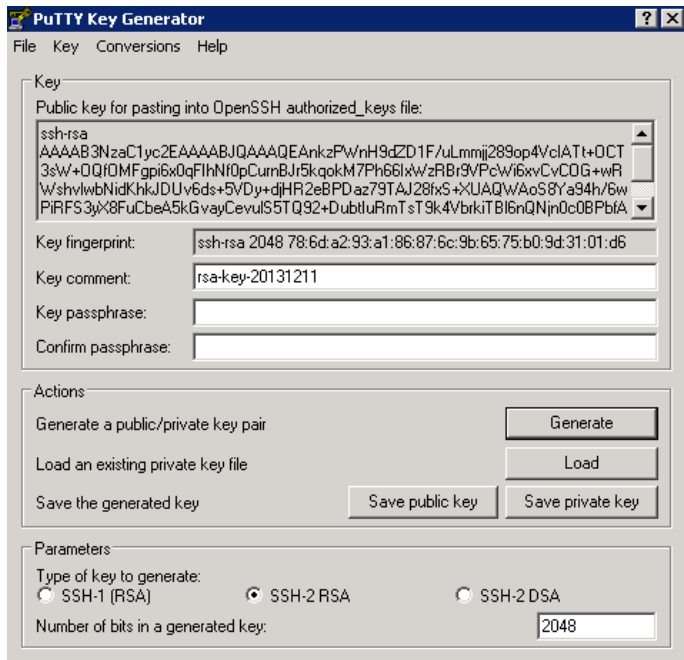 PuTTY Key Generator
File Key Conversions Help
Key
Public key for pasting into OpenSSH authorized_keys file:
ssh-rsa
AAAAB3NzaC1yc2EAAAABJQAAAQEAnkzPWnH9dZD1F/uLmmjj289op4VclATt+OCT
3sW+OQfOMFgpi6x0qFlhNf0pCumBJr5kqokM7Ph66IxWzRBr9VPcWi6xvCvCOG+wR
WshvlwbNidKhkJDUv6ds+5VDy+djHR2eBPDaz79TAJ28fxS+XUAQWAoS8Ya94h/6w
PiRFS3yX8FuCbeA5kGvayCevulS5TQ92+DubtluRmTsT9k4VbrkiTBl6nQNjn0c0BPbfA
Key fingerprint:
ssh-rsa 2048 78:6d:a2:93:a1:86:87:6c:9b:65:75:b0:9d:31:01:d6
Key comment:
rsa-key-20131211
Key passphrase:
Confirm passphrase:
Actions
Generate a public/private key pair
Generate
Load an existing private key file
Load
Save the generated key
Save public key
Save private key
Parameters
Type of key to generate:
SSH-1 (RSA) SSH-2 RSA SSH-2 DSA
Number of bits in a generated key:
2048